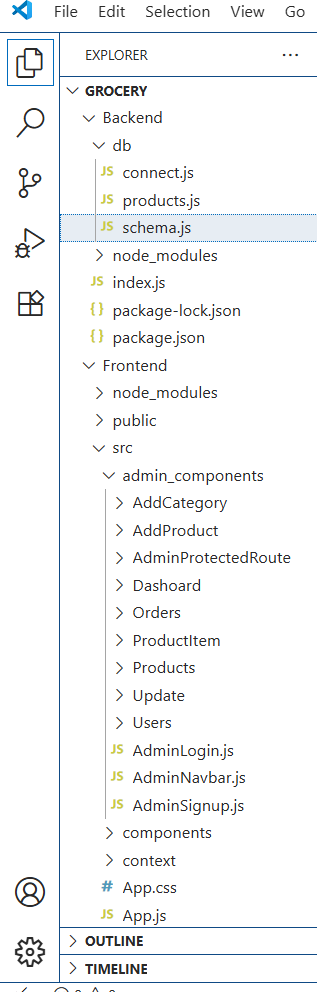 File Edit Selection View Go
EXPLORER ...
GROCERY
Backend
db
JS connect.js
JS products.js
JS schema.js
node_modules
JS index.js
{} package-lock.json
{} package.json
Frontend
node_modules
public
src
admin_components
AddCategory
AddProduct
AdminProtectedRoute
Dashoard
Orders
ProductItem
Products
Update
Users
JS AdminLogin.js
JS AdminNavbar.js
JS AdminSignup.js
components
context
# App.css
JS App.js
OUTLINE
TIMELINE